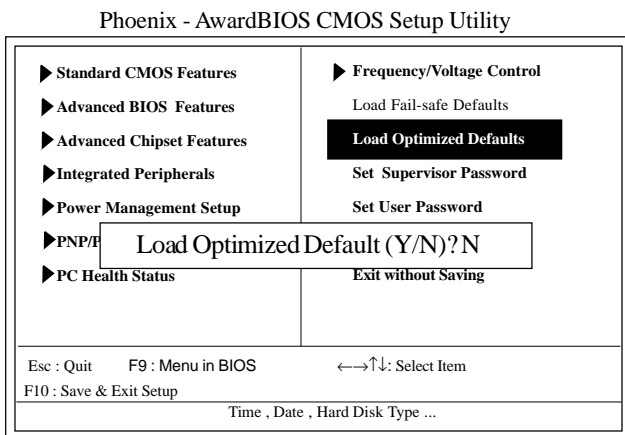 Phoenix - AwardBIOS CMOS Setup Utility
Standard CMOS Features
Advanced BIOS Features
Advanced Chipset Features
Integrated Peripherals
Power Management Setup
PNP/P
PC Health Status
Frequency/Voltage Control
Load Fail-safe Defaults
Load Optimized Defaults
Set Supervisor Password
Set User Password
Load Optimized Default (Y/N)? N
Exit without Saving
Esc : Quit F9 : Menu in BIOS ←→↑↓: Select Item
F10 : Save & Exit Setup
Time , Date , Hard Disk Type ...